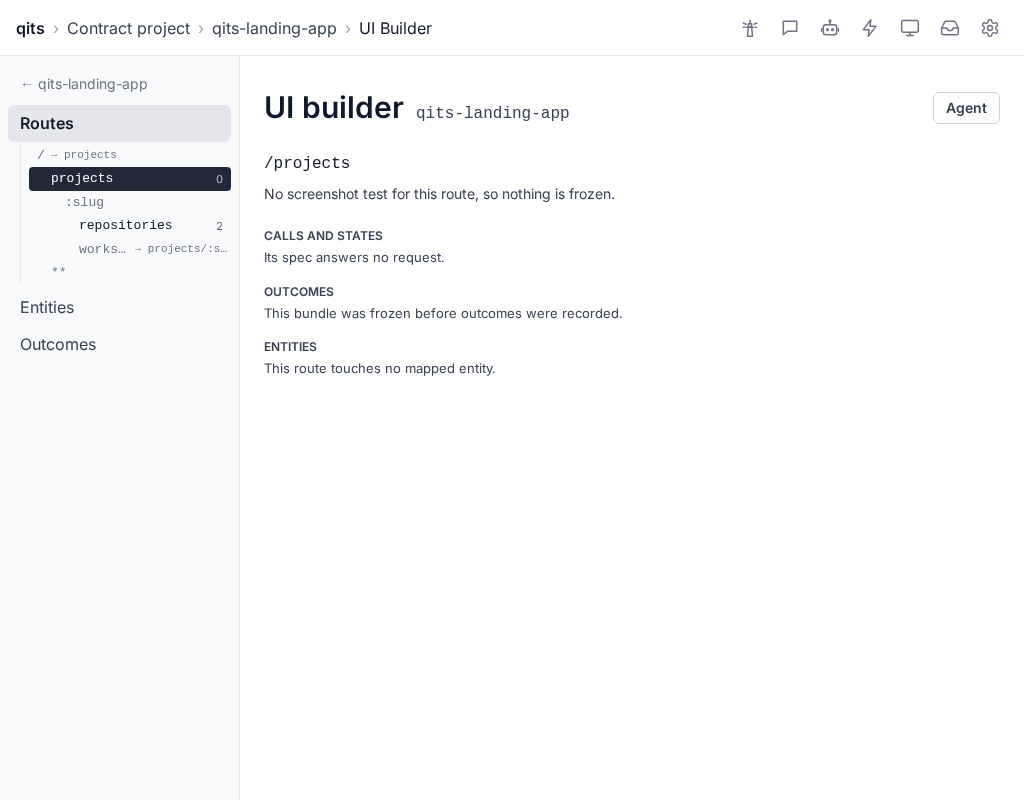 qits › Contract project › qits-landing-app › UI Builder
← qits-landing-app
Routes
/ → projects
projects 0
:slug
repositories 2
works… → projects/:s…
**
Entities
Outcomes
UI builder qits-landing-app
Agent
/projects
No screenshot test for this route, so nothing is frozen.
CALLS AND STATES
Its spec answers no request.
OUTCOMES
This bundle was frozen before outcomes were recorded.
ENTITIES
This route touches no mapped entity.